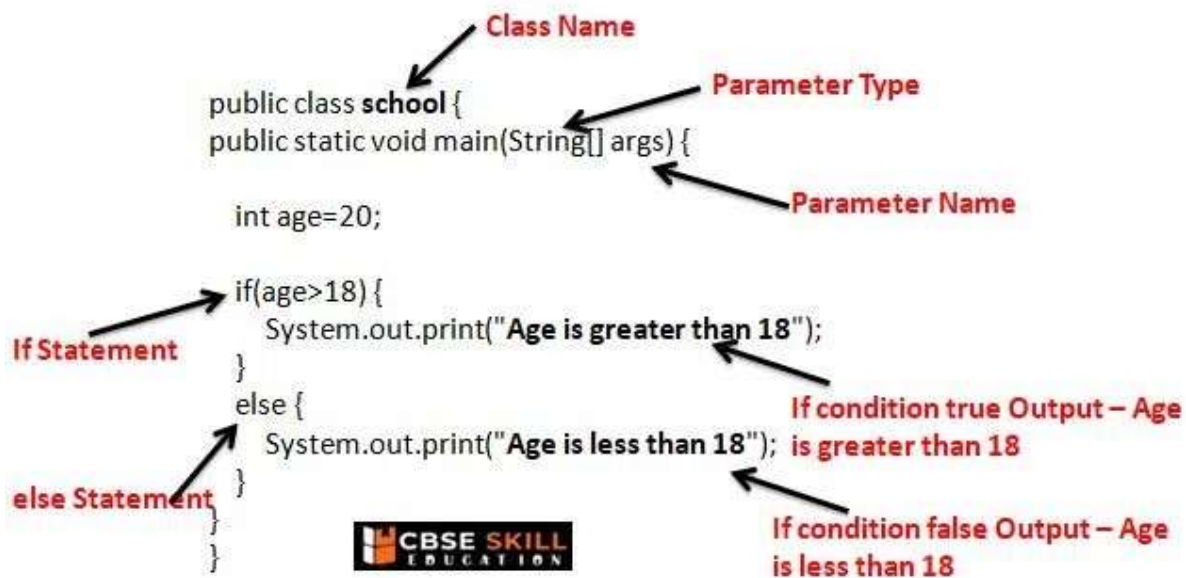 Class Name
Parameter Type
public class school {
public static void main(String[] args) {
Parameter Name
int age=20;
if(age>18) {
System.out.print("Age is greater than 18");
If Statement
}
else {
If condition true Output – Age
is greater than 18
System.out.print("Age is less than 18");
}
else Statement
}
}
If condition false Output – Age
is less than 18
CBSE SKILL
EDUCATION